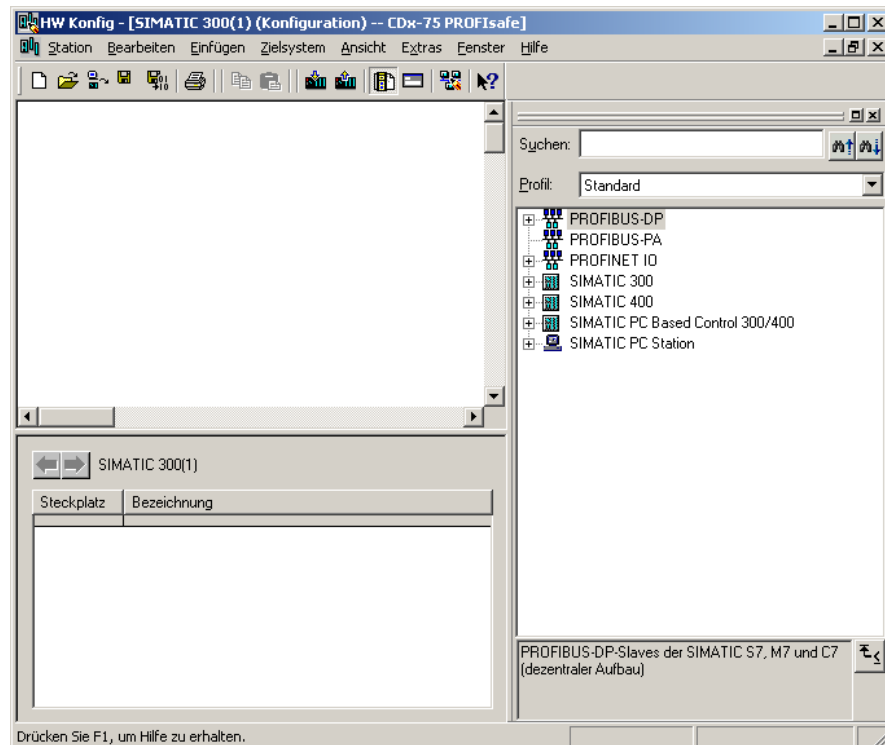 HW Konfig - [SIMATIC 300(1) (Konfiguration) -- CDx-75 PROFIsafe]
Station Bearbeiten Einfügen Zielsystem Ansicht Extras Fenster Hilfe
Suchen:
Profil: Standard
PROFIBUS-DP
PROFIBUS-PA
PROFINET IO
SIMATIC 300
SIMATIC 400
SIMATIC PC Based Control 300/400
SIMATIC PC Station
SIMATIC 300(1)
Steckplatz Bezeichnung
PROFIBUS-DP-Slaves der SIMATIC S7, M7 und C7
(dezentraler Aufbau)
Drücken Sie F1, um Hilfe zu erhalten.